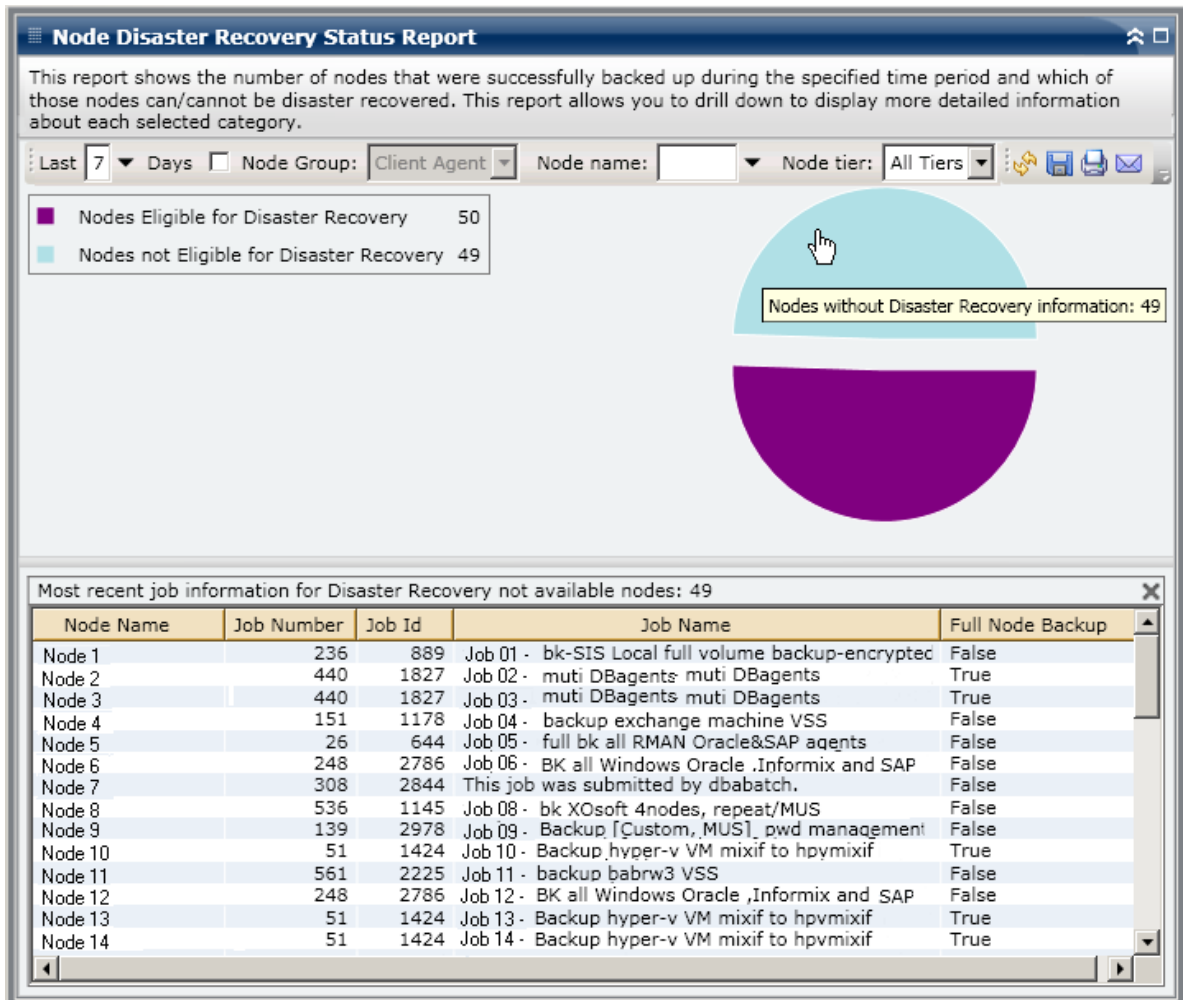 Node Disaster Recovery Status Report
This report shows the number of nodes that were successfully backed up during the specified time period and which of
those nodes can/cannot be disaster recovered. This report allows you to drill down to display more detailed information
about each selected category.
Last 7 Days Node Group: Client Agent Node name: Node tier: All Tiers
Nodes Eligible for Disaster Recovery 50
Nodes not Eligible for Disaster Recovery 49
Nodes without Disaster Recovery information: 49
Most recent job information for Disaster Recovery not available nodes: 49
Node Name Job Number Job Id Job Name Full Node Backup
Node 1 236 889 Job 01 - bk-SIS Local full volume backup-encrypted False
Node 2 440 1827 Job 02 - muti DBagents muti DBagents True
Node 3 440 1827 Job 03 - muti DBagents muti DBagents True
Node 4 151 1178 Job 04 - backup exchange machine VSS False
Node 5 26 644 Job 05 - full bk all RMAN Oracle&SAP agents False
Node 6 248 2786 Job 06 - BK all Windows Oracle ,Informix and SAP False
Node 7 308 2844 This job was submitted by dbabatch. False
Node 8 536 1145 Job 08 - bk XOsoft 4nodes, repeat/MUS False
Node 9 139 2978 Job 09 - Backup [Custom, MUS] pwd management False
Node 10 51 1424 Job 10 - Backup hyper-v VM mixif to hpvmixif True
Node 11 561 2225 Job 11 - backup babrw3 VSS False
Node 12 248 2786 Job 12 - BK all Windows Oracle ,Informix and SAP False
Node 13 51 1424 Job 13 - Backup hyper-v VM mixif to hpvmixif True
Node 14 51 1424 Job 14 - Backup hyper-v VM mixif to hpvmixif True